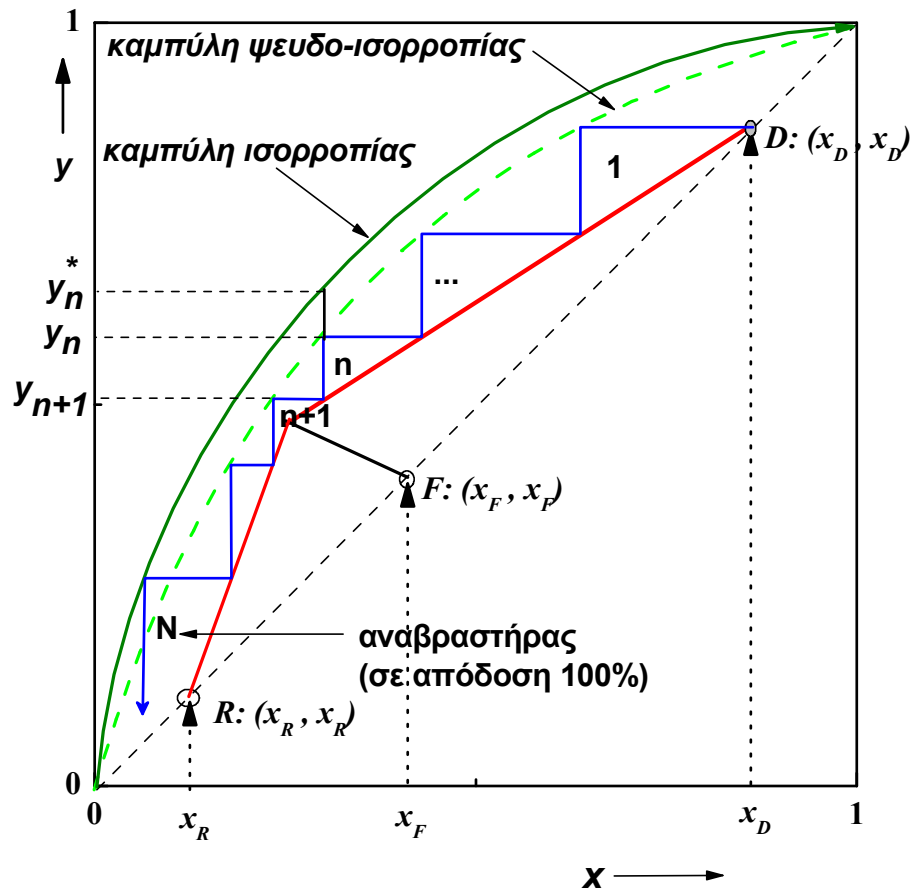 1
καμπύλη ψευδο-ισορροπίας
y
καμπύλη ισορροπίας
D: (x_D , x_D)
1
...
y_n^*
y_n
n
y_{n+1}
n+1
F: (x_F , x_F)
N
αναβραστήρας
(σε απόδοση 100%)
R: (x_R , x_R)
0
0
x_R
x_F
x_D
1
x